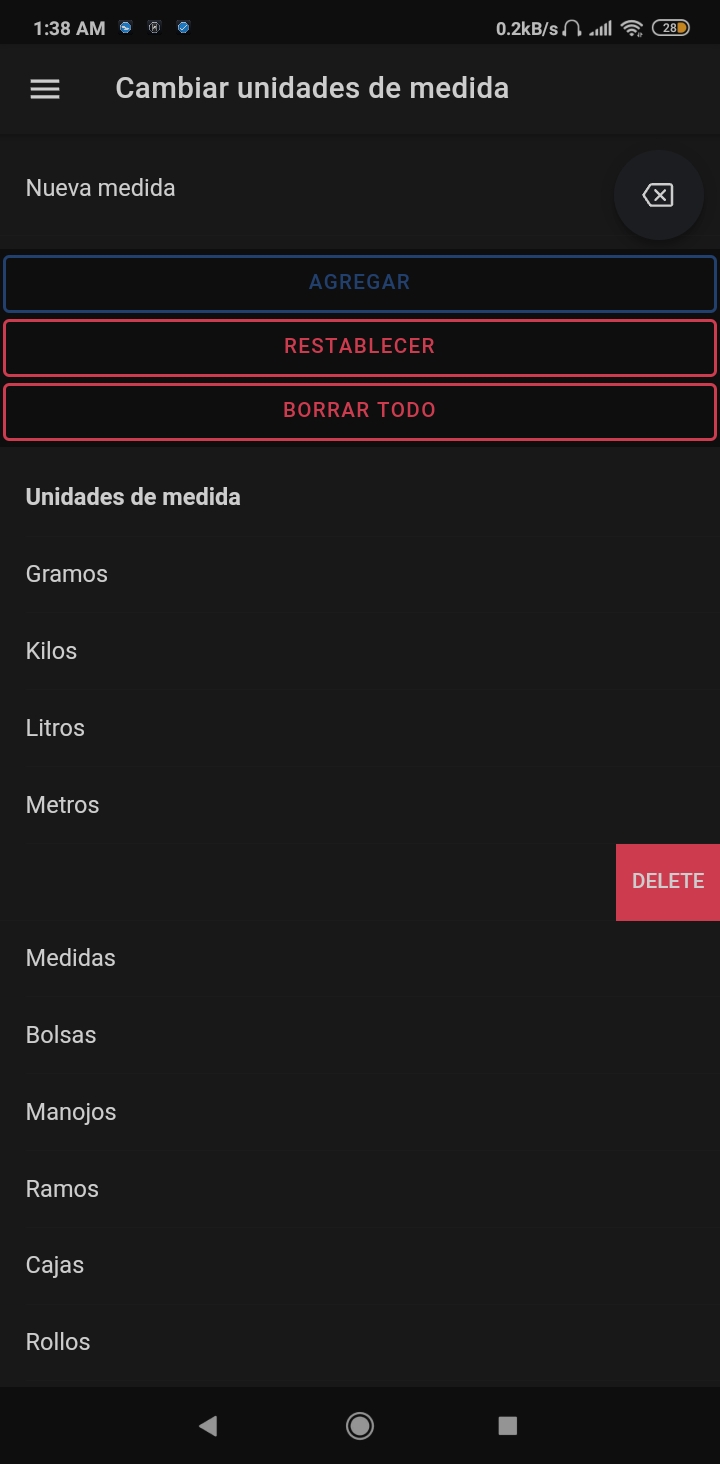 1:38 AM 0.2kB/s 28
Cambiar unidades de medida
Nueva medida
AGREGAR
RESTABLECER
BORRAR TODO
Unidades de medida
Gramos
Kilos
Litros
Metros
DELETE
Medidas
Bolsas
Manojos
Ramos
Cajas
Rollos